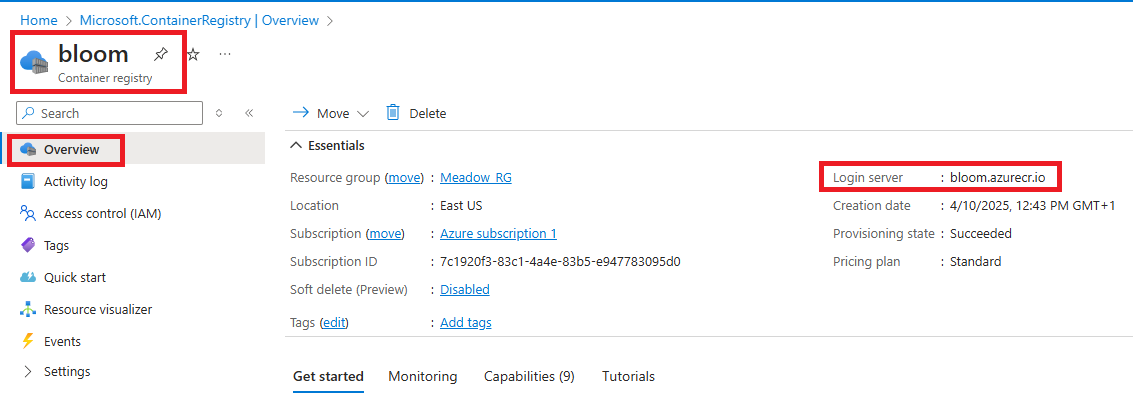 Home > Microsoft.ContainerRegistry | Overview >
bloom
Container registry
Search
Overview
Activity log
Access control (IAM)
Tags
Quick start
Resource visualizer
Events
Settings
Move
Delete
Essentials
Resource group (move) : Meadow_RG
Location : East US
Subscription (move) : Azure subscription 1
Subscription ID : 7c1920f3-83c1-4a4e-83b5-e947783095d0
Soft delete (Preview) : Disabled
Tags (edit) : Add tags
Login server : bloom.azurecr.io
Creation date : 4/10/2025, 12:43 PM GMT+1
Provisioning state : Succeeded
Pricing plan : Standard
Get started Monitoring Capabilities (9) Tutorials